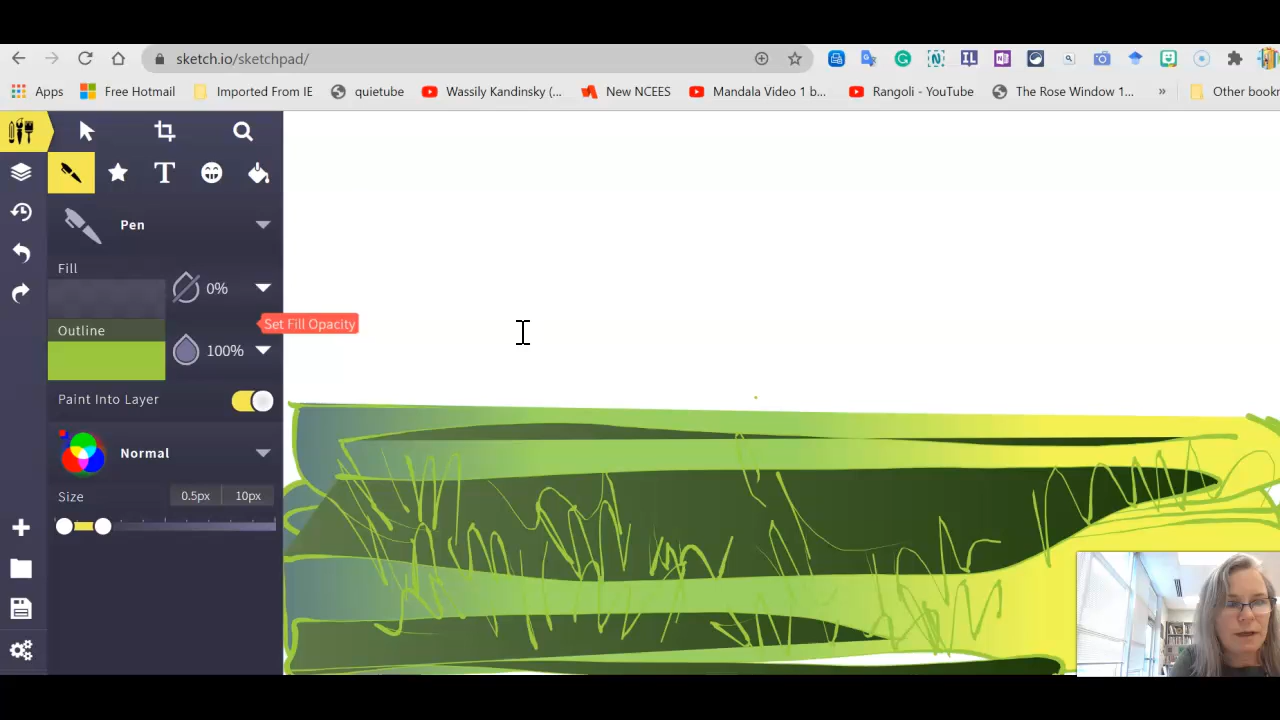 sketch.io/sketchpad/
Apps Free Hotmail Imported From IE quietube Wassily Kandinsky (... New NCEES Mandala Video 1 b... Rangoli - YouTube The Rose Window 1... » Other bookr
T
Pen
Fill
0%
Set Fill Opacity
Outline
100%
Paint Into Layer
Normal
Size 0.5px 10px